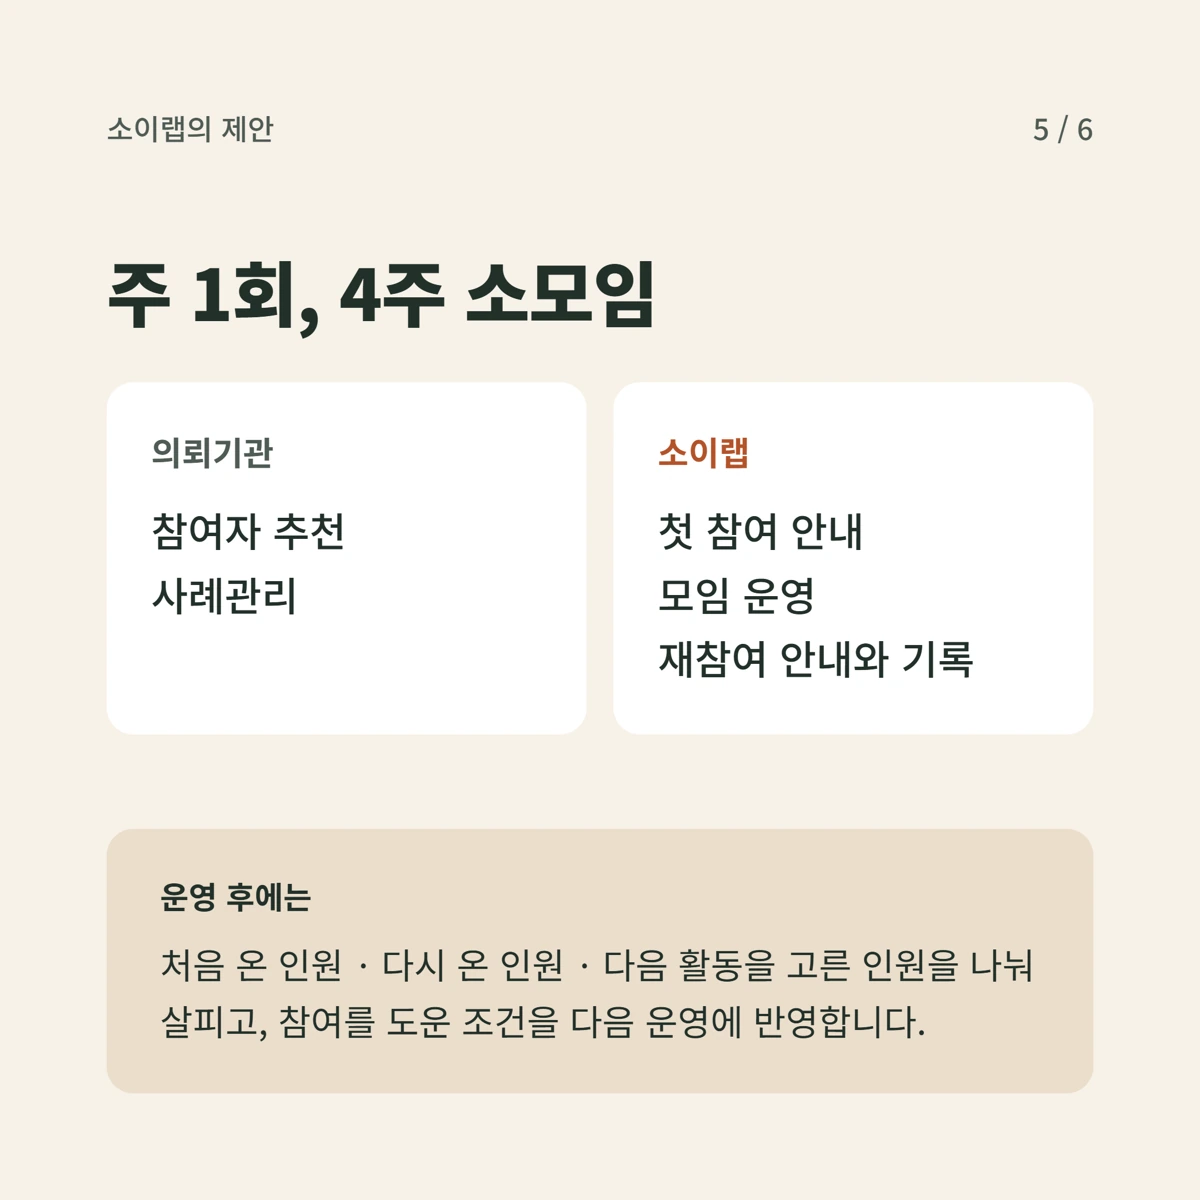 소이랩의 제안
5 / 6
주 1회, 4주 소모임
의뢰기관
참여자 추천
사례관리
소이랩
첫 참여 안내
모임 운영
재참여 안내와 기록
운영 후에는
처음 온 인원 · 다시 온 인원 · 다음 활동을 고른 인원을 나눠
살피고, 참여를 도운 조건을 다음 운영에 반영합니다.